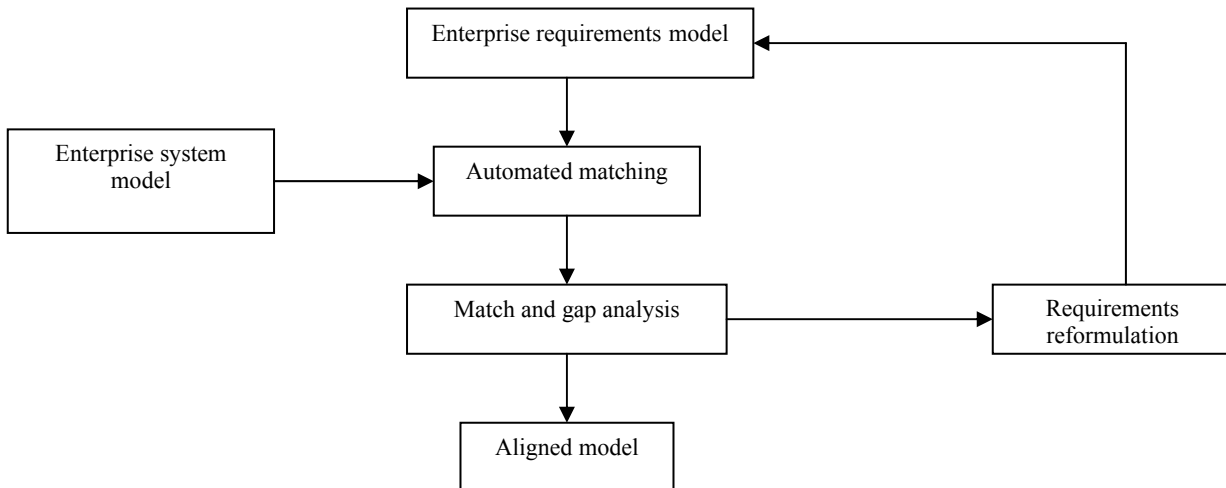 Enterprise requirements model
Enterprise system
model
Automated matching
Match and gap analysis
Requirements
reformulation
Aligned model